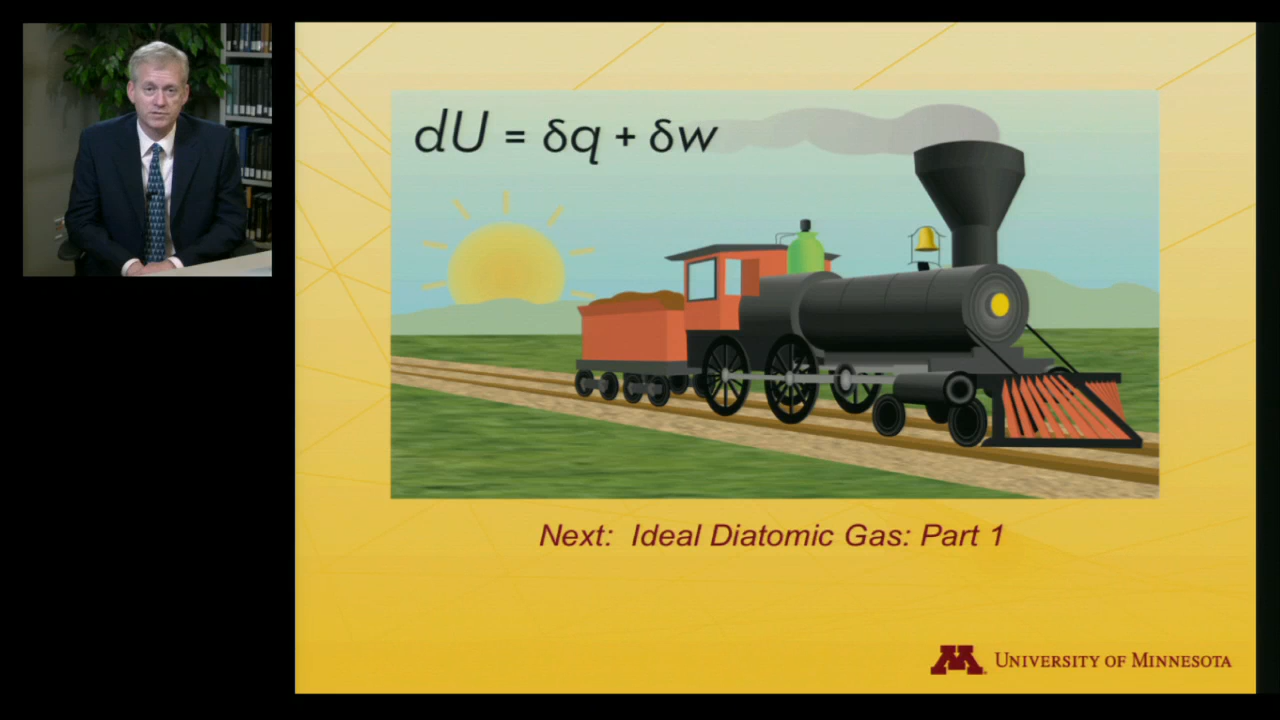 dU = δq + δw
Next: Ideal Diatomic Gas: Part 1
UNIVERSITY OF MINNESOTA